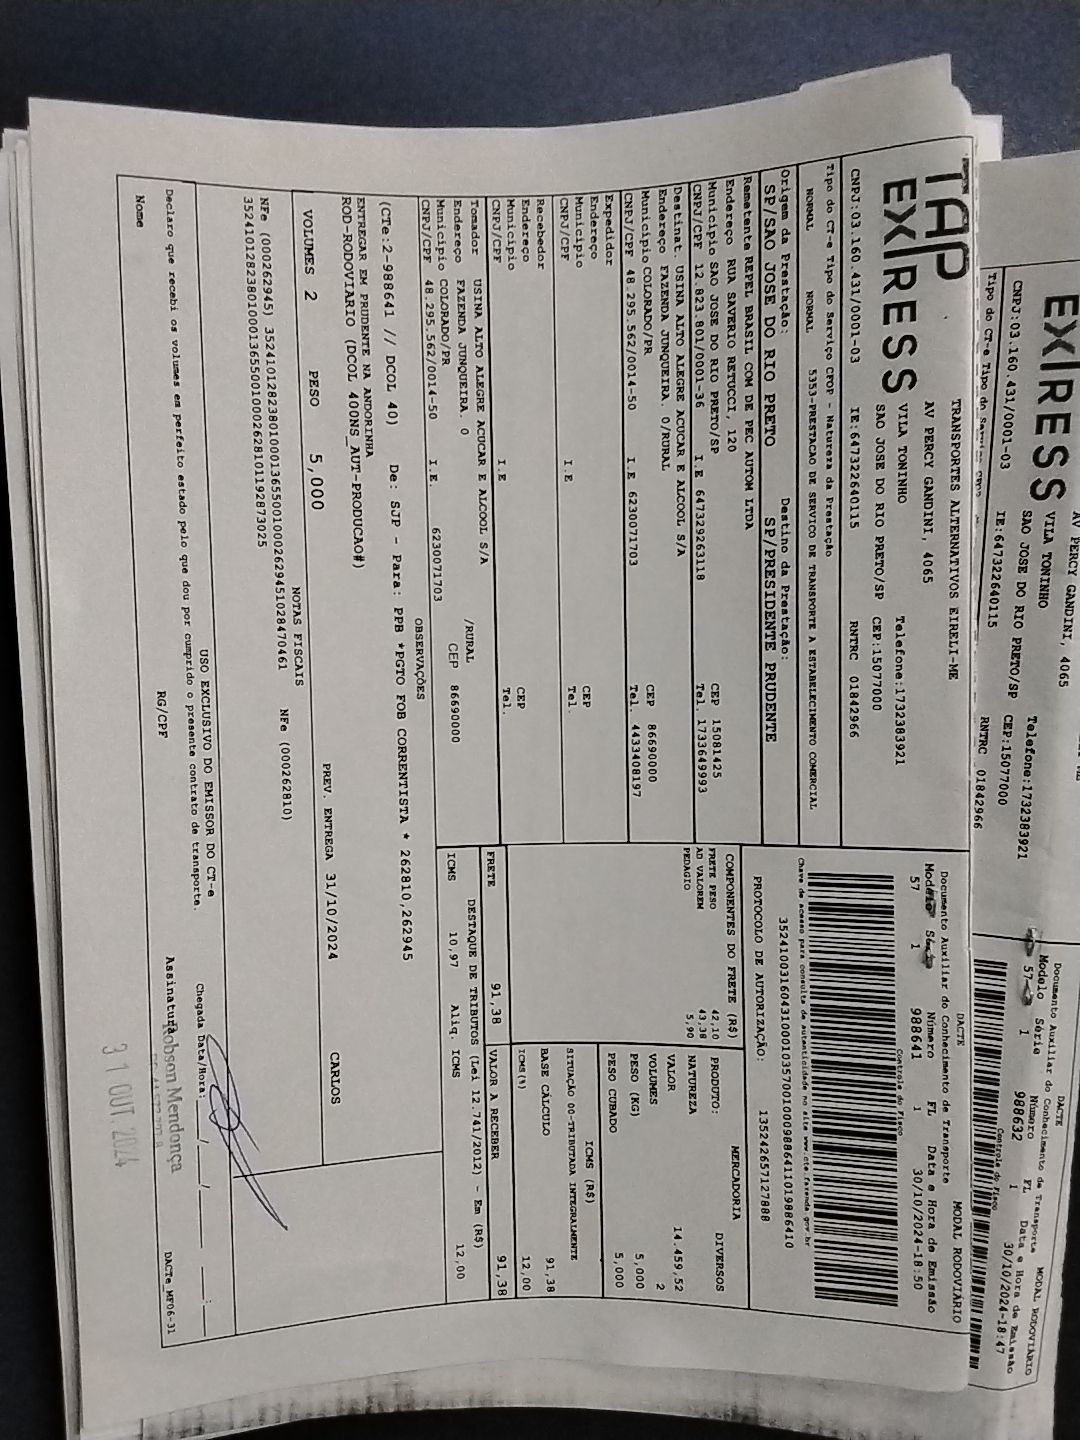 TAP
EXPRESS
TRANSPORTES ALTERNATIVOS EIRELI-ME
AV PERCY GANDINI, 4065
VILA TONINHO
Telefone:1732383921
SAO JOSE DO RIO PRETO/SP
CEP:15077000
CNPJ:03.160.431/0001-03
IE:647322640115
RNTRC 01842966
Tipo do CT-e Tipo do Serviço CFOP - Natureza da Prestação
NORMAL NORMAL 5353-PRESTACAO DE SERVICO DE TRANSPORTE A ESTABELECIMENTO COMERCIAL
Origem da Prestação: Destino da Prestação:
SP/SAO JOSE DO RIO PRETO SP/PRESIDENTE PRUDENTE
Remetente REPEL BRASIL COM DE PEC AUTOM LTDA
Endereço RUA SAVERIO RETUCCI, 120
Município SAO JOSE DO RIO PRETO/SP CEP 15081425
CNPJ/CPF 12.823.801/0001-36 I.E 647329263118 Tel. 1733649993
Destinat. USINA ALTO ALEGRE ACUCAR E ALCOOL S/A
Endereço FAZENDA JUNQUEIRA. 0/RURAL
Município COLORADO/PR CEP 86690000
CNPJ/CPF 48.295.562/0014-50 I.E 6230071703 Tel. 4433408197
Expedidor
Endereço
Município CEP
CNPJ/CPF I.E Tel.
Recebedor
Endereço
Município CEP
CNPJ/CPF I.E Tel.
Tomador USINA ALTO ALEGRE ACUCAR E ALCOOL S/A
Endereço FAZENDA JUNQUEIRA. 0 /RURAL
Município COLORADO/PR CEP 86690000
CNPJ/CPF 48.295.562/0014-50 I.E. 6230071703
DACTE MODAL RODOVIÁRIO
Documento Auxiliar do Conhecimento de Transporte
Modelo Série Número FL Data e Hora de Emissão
57 1 988641 1 30/10/2024-18:50
Controle do Fisco
Chave de acesso para consulta de autenticidade no site www.cte.fazenda.gov.br
35241003160431000103570010009886411019886410
PROTOCOLO DE AUTORIZAÇÃO: 135242657127888
COMPONENTES DO FRETE (R$)
FRETE PESO 42,10
AD VALOREM 43,38
PEDAGIO 5,90
MERCADORIA
PRODUTO: DIVERSOS
NATUREZA
VALOR 14.459,52
VOLUMES 2
PESO (KG) 5,000
PESO CUBADO 5,000
ICMS (R$)
SITUAÇÃO 00-TRIBUTADA INTEGRALMENTE
BASE CÁLCULO 91,38
ICMS(%) 12,00
FRETE 91,38 VALOR A RECEBER 91,38
DESTAQUE DE TRIBUTOS (Lei 12.741/2012) - Em (R$)
ICMS 10,97 Aliq. ICMS 12,00
OBSERVAÇÕES
(CTe:2-988641 // DCOL 40) De: SJP - Para: PPB *PGTO FOB CORRENTISTA * 262810,262945
ENTREGAR EM PRUDENTE NA ANDORINHA
ROD-RODOVIARIO (DCOL 400NS_AUT-PRODUCAO#)
CARLOS
VOLUMES 2 PESO 5,000 PREV. ENTREGA 31/10/2024
NOTAS FISCAIS
NFe (000262945) 35241012823801000136550010002629451028470461 NFe (000262810)
35241012823801000136550010002628101192873025
USO EXCLUSIVO DO EMISSOR DO CT-e
Declaro que recebi os volumes em perfeito estado pelo que dou por cumprido o presente contrato de transporte.
Chegada Data/Hora: / / :
Nome RG/CPF Assinatura
Robson Mendonça
31 OUT. 2024
DACTe_MF06-31
EXPRESS
AV PERCY GANDINI, 4065
VILA TONINHO
Telefone:1732383921
SAO JOSE DO RIO PRETO/SP
CEP:15077000
CNPJ:03.160.431/0001-03
IE:647322640115
RNTRC 01842966
Tipo do CT-e Tipo do
DACTE MODAL RODOVIÁRIO
Documento Auxiliar do Conhecimento de Transporte
Modelo Série Número FL Data e Hora de Emissão
57 1 988632 1 30/10/2024-18:47
Controle do Fisco